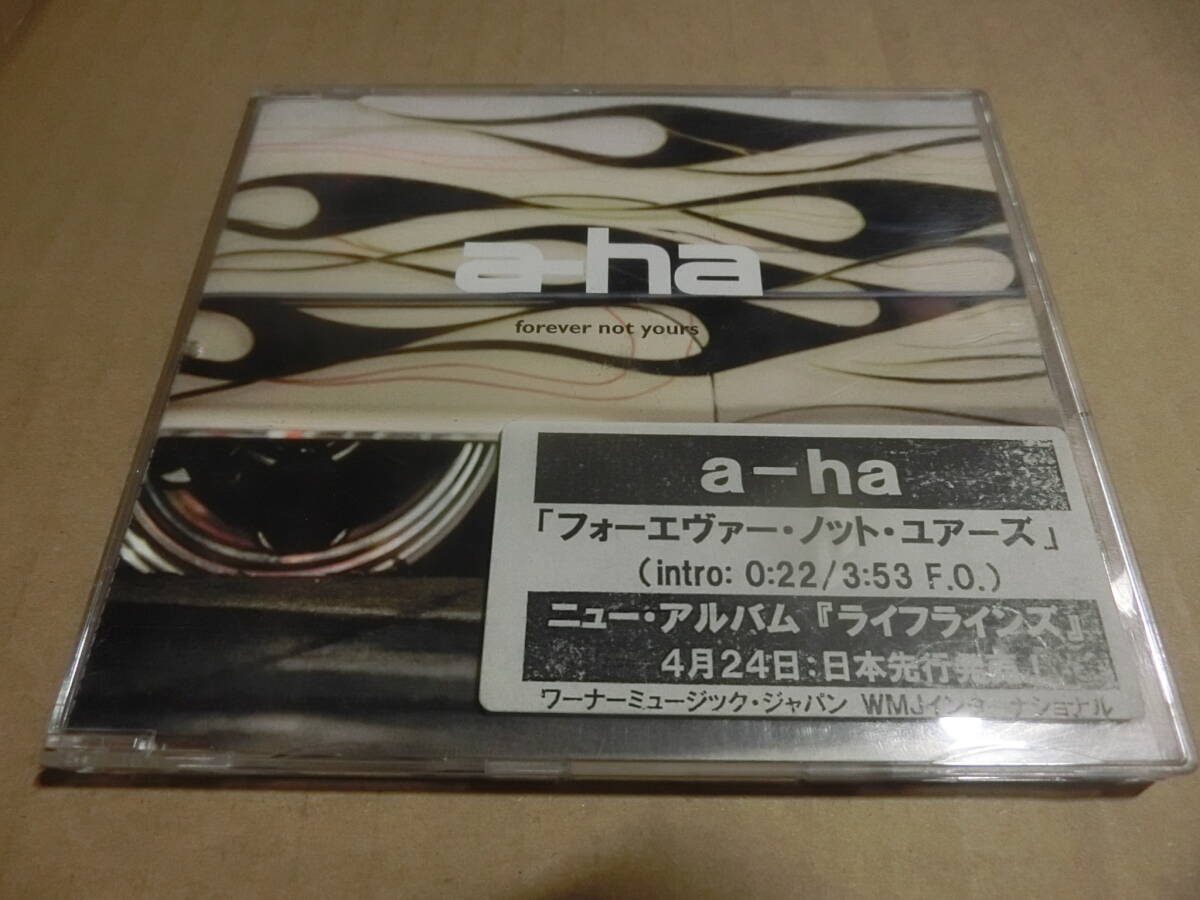 a-ha
forever not yours
a-ha
「フォーエヴァー・ノット・ユアーズ」
(intro: 0:22/3:53 F.O.)
ニュー・アルバム『ライフラインズ』
4月24日:日本先行発売!
ワーナーミュージック・ジャパン WMJインターナショナル